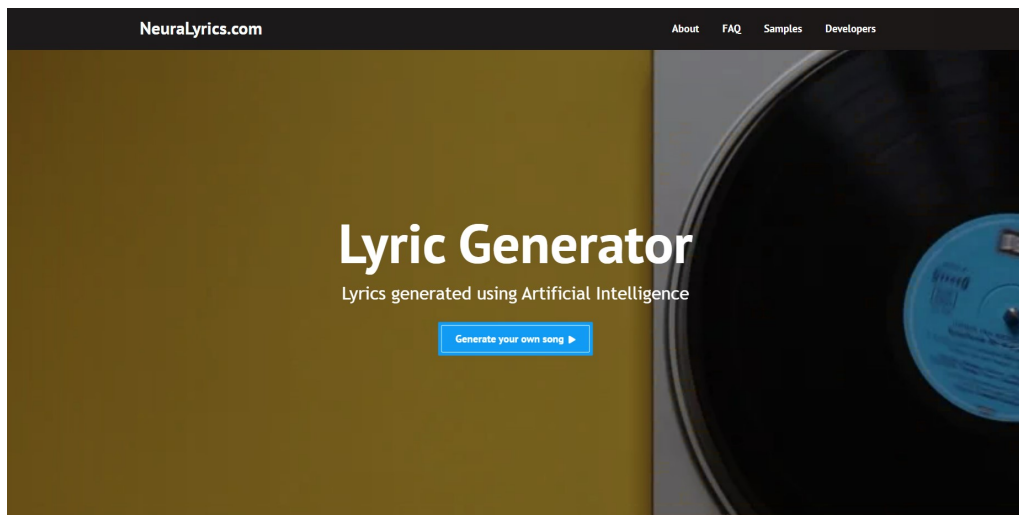 NeuraLyrics.com
About FAQ Samples Developers
Lyric Generator
Lyrics generated using Artificial Intelligence
Generate your own song